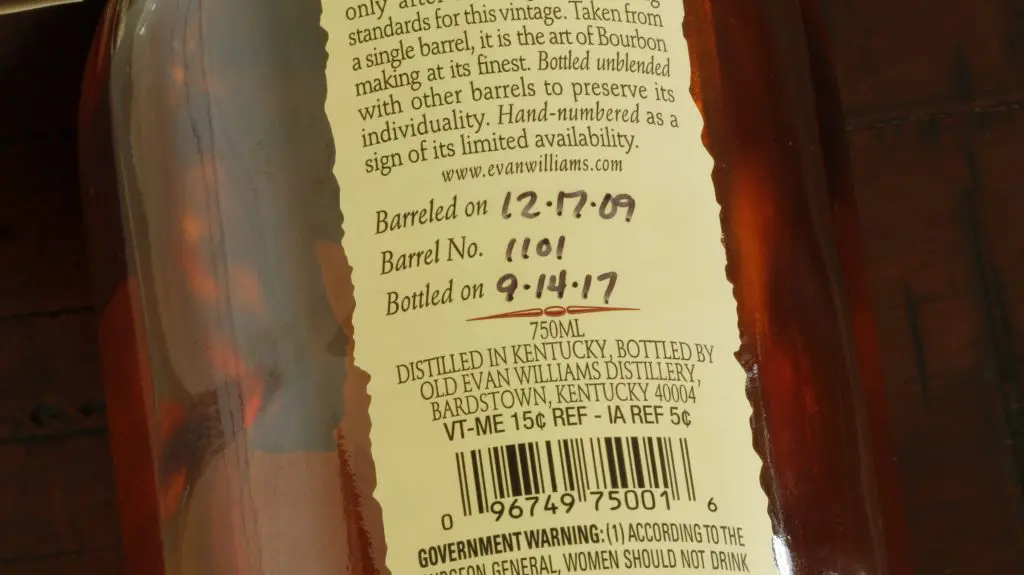 only
standards for this vintage. Taken from
a single barrel, it is the art of Bourbon
making at its finest. Bottled unblended
with other barrels to preserve its
individuality. Hand-numbered as a
sign of its limited availability.
www.evanwilliams.com
Barreled on 12·17·09
Barrel No. 1101
Bottled on 9·14·17
750ML
DISTILLED IN KENTUCKY, BOTTLED BY
OLD EVAN WILLIAMS DISTILLERY,
BARDSTOWN, KENTUCKY 40004
VT-ME 15¢ REF - IA REF 5¢
0 96749 75001 6
GOVERNMENT WARNING: (1) ACCORDING TO THE
GENERAL, WOMEN SHOULD NOT DRINK